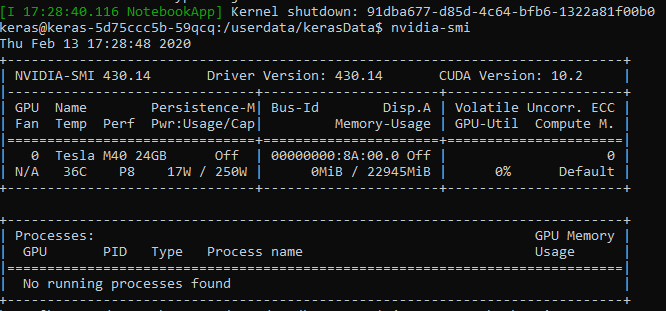 [I 17:28:40.116 NotebookApp] Kernel shutdown: 91dba677-d85d-4c64-bfb6-1322a81f00b0
keras@keras-5d75ccc5b-59qcq:/userdata/kerasData$ nvidia-smi
Thu Feb 13 17:28:48 2020
+-----------------------------------------------------------------------------+
| NVIDIA-SMI 430.14       Driver Version: 430.14       CUDA Version: 10.2     |
|-------------------------------+----------------------+----------------------+
| GPU  Name        Persistence-M| Bus-Id        Disp.A | Volatile Uncorr. ECC |
| Fan  Temp  Perf  Pwr:Usage/Cap|         Memory-Usage | GPU-Util  Compute M. |
|===============================+======================+======================|
|   0  Tesla M40 24GB      Off  | 00000000:8A:00.0 Off |                    0 |
| N/A   36C    P8    17W / 250W |      0MiB / 22945MiB |      0%      Default |
+-------------------------------+----------------------+----------------------+

+-----------------------------------------------------------------------------+
| Processes:                                                       GPU Memory |
|  GPU       PID   Type   Process name                             Usage      |
|=============================================================================|
|  No running processes found                                                 |
+-----------------------------------------------------------------------------+